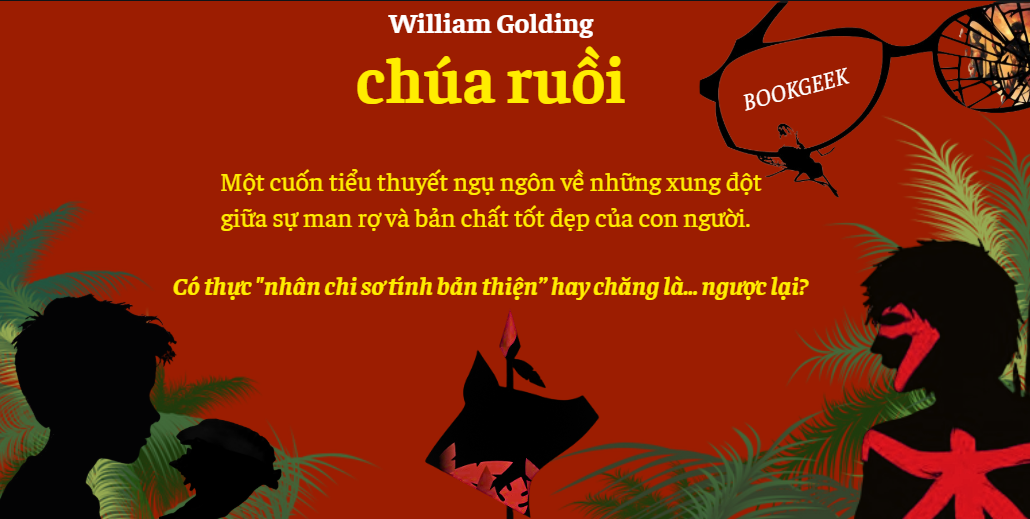 William Golding
chúa ruồi
BOOKGEEK
Một cuốn tiểu thuyết ngụ ngôn về những xung đột
giữa sự man rợ và bản chất tốt đẹp của con người.
Có thực "nhân chi sơ tính bản thiện” hay chăng là... ngược lại?